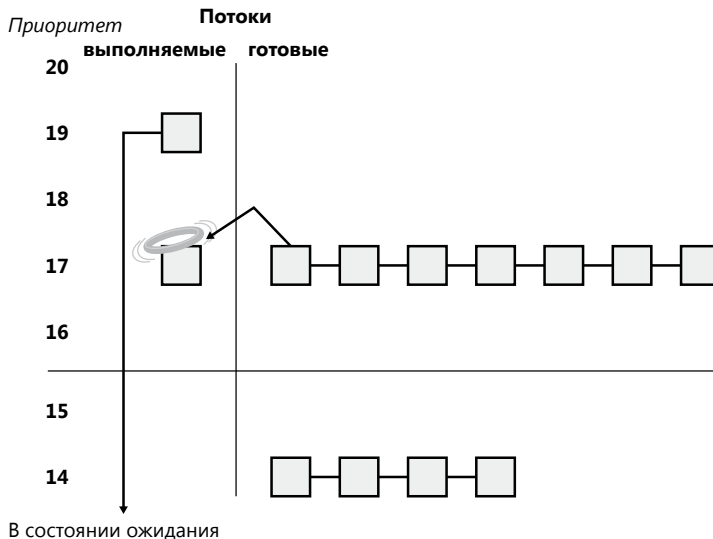 Приоритет
Потоки
выполняемые готовые
20
19
18
17
16
15
14
В состоянии ожидания